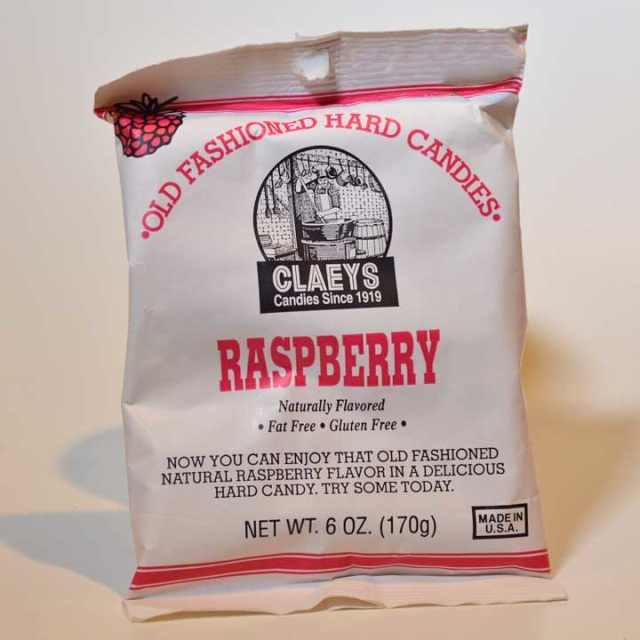 •OLD FASHIONED HARD CANDIES•
CLAEYS
Candies Since 1919
RASPBERRY
Naturally Flavored
• Fat Free • Gluten Free •
NOW YOU CAN ENJOY THAT OLD FASHIONED
NATURAL RASPBERRY FLAVOR IN A DELICIOUS
HARD CANDY. TRY SOME TODAY.
NET WT. 6 OZ. (170g)
MADE IN
U.S.A.